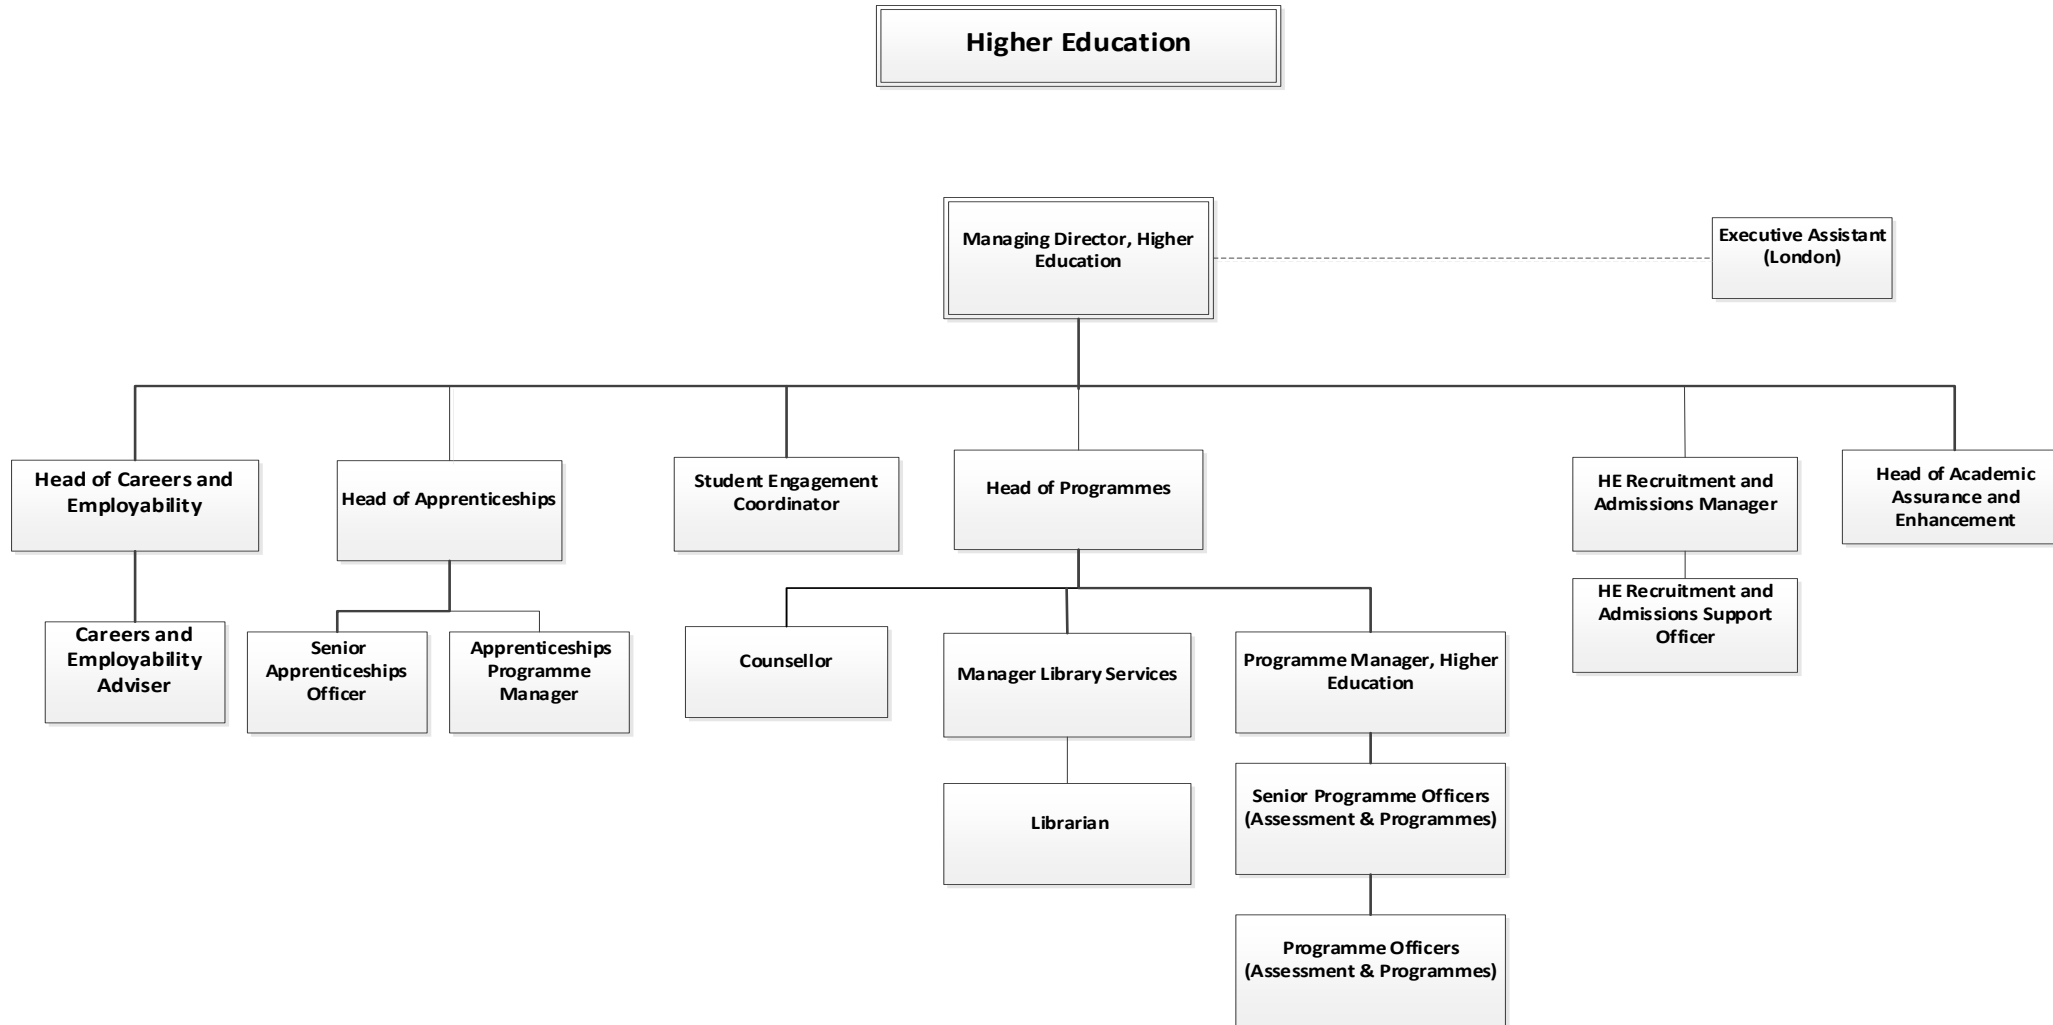 Higher Education
Managing Director, Higher
Education
Executive Assistant
(London)
Head of Careers and
Employability
Head of Apprenticeships
Student Engagement
Coordinator
Head of Programmes
HE Recruitment and
Admissions Manager
Head of Academic
Assurance and
Enhancement
Careers and
Employability
Adviser
Senior
Apprenticeships
Officer
Apprenticeships
Programme
Manager
Counsellor
Manager Library Services
Programme Manager, Higher
Education
HE Recruitment and
Admissions Support
Officer
Librarian
Senior Programme Officers
(Assessment & Programmes)
Programme Officers
(Assessment & Programmes)